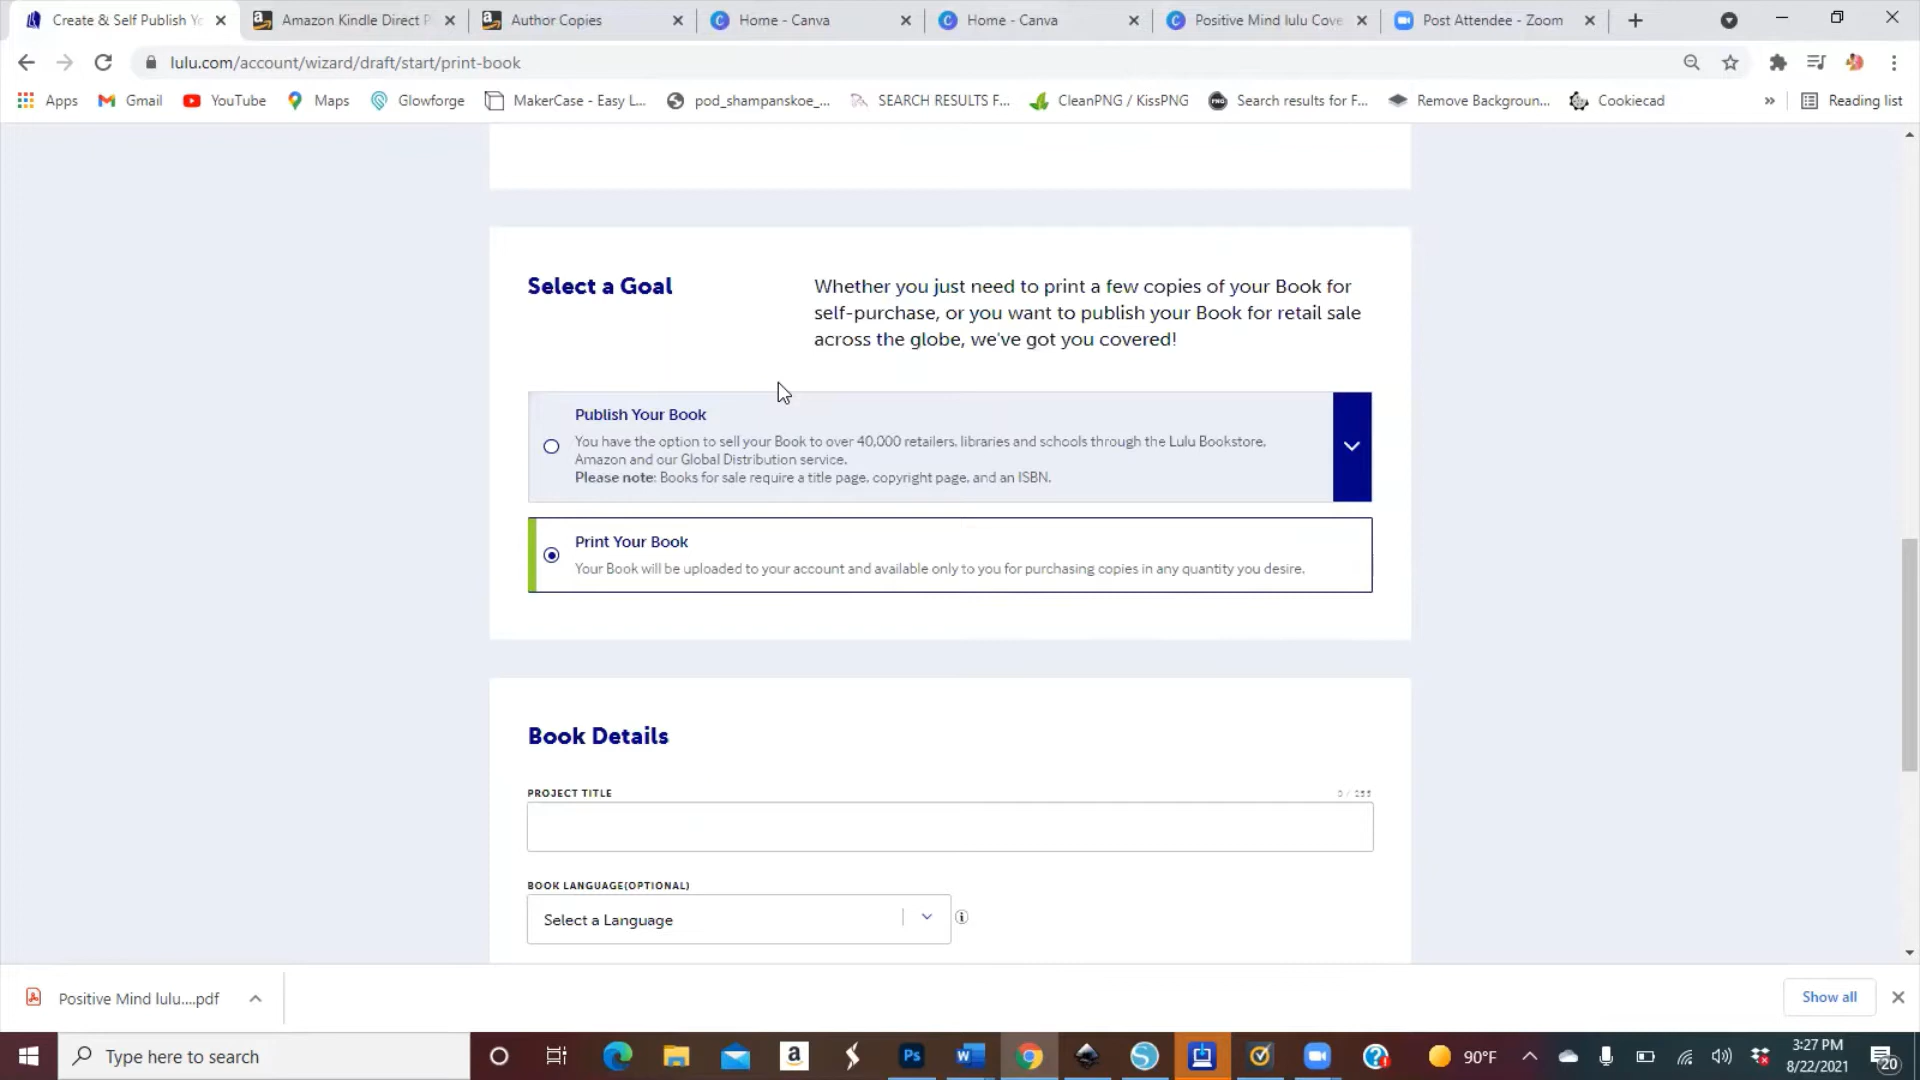 Create & Self Publish Yo
Amazon Kindle Direct P
Author Copies
Home - Canva
Home - Canva
Positive Mind lulu Cove
Post Attendee - Zoom
lulu.com/account/wizard/draft/start/print-book
Apps
Gmail
YouTube
Maps
Glowforge
MakerCase - Easy L...
pod_shampanskoe_...
SEARCH RESULTS F...
CleanPNG / KissPNG
Search results for F...
Remove Backgroun...
Cookiecad
»
Reading list
Select a Goal
Whether you just need to print a few copies of your Book for
self-purchase, or you want to publish your Book for retail sale
across the globe, we've got you covered!
Publish Your Book
You have the option to sell your Book to over 40,000 retailers, libraries and schools through the Lulu Bookstore,
Amazon and our Global Distribution service.
Please note: Books for sale require a title page, copyright page, and an ISBN.
Print Your Book
Your Book will be uploaded to your account and available only to you for purchasing copies in any quantity you desire.
Book Details
PROJECT TITLE
0 / 255
BOOK LANGUAGE(OPTIONAL)
Select a Language
Positive Mind lulu....pdf
Show all
Type here to search
Ps
90°F
3:27 PM
8/22/2021
20